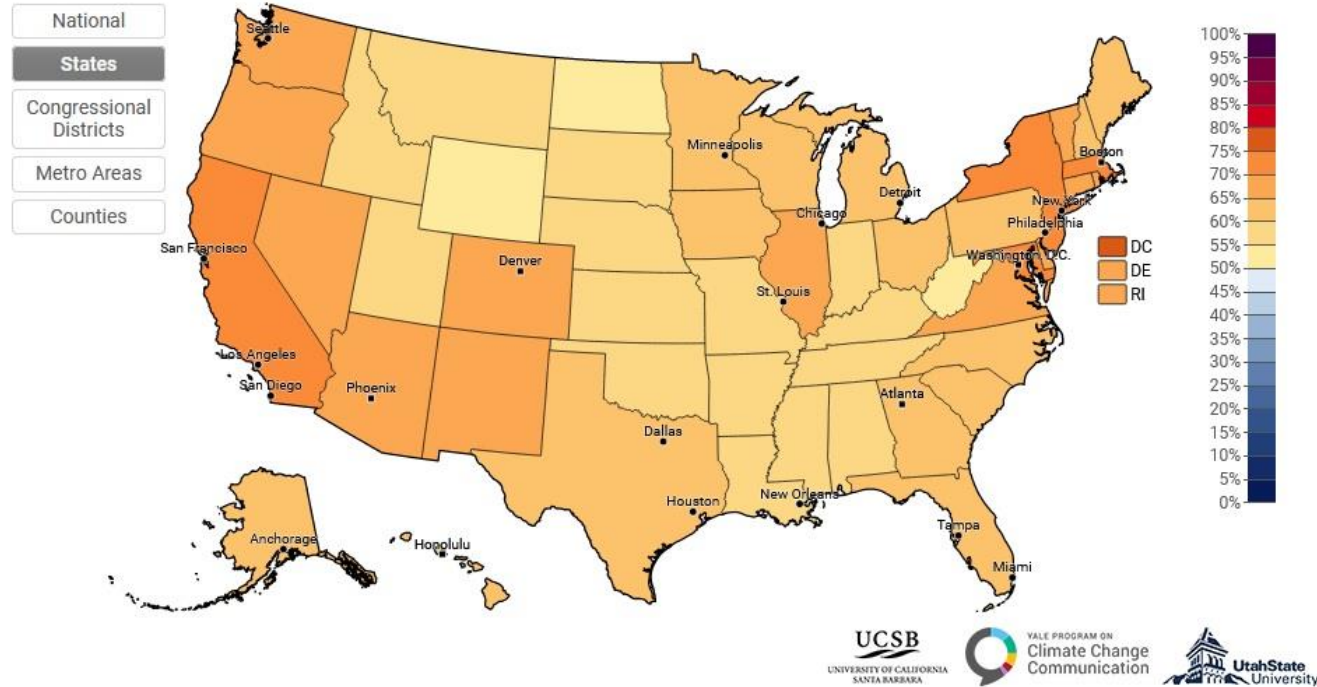 National
States
Congressional
Districts
Metro Areas
Counties
Seattle
Minneapolis
Boston
Detroit
New York
Chicago
Philadelphia
San Francisco
Denver
Washington, D.C.
St. Louis
Los Angeles
San Diego
Phoenix
Atlanta
Dallas
Houston
New Orleans
Tampa
Miami
Anchorage
Honolulu
DC
DE
RI
100%
95%
90%
85%
80%
75%
70%
65%
60%
55%
50%
45%
40%
35%
30%
25%
20%
15%
10%
5%
0%
UCSB
UNIVERSITY OF CALIFORNIA
SANTA BARBARA
YALE PROGRAM ON
Climate Change
Communication
UtahState
University